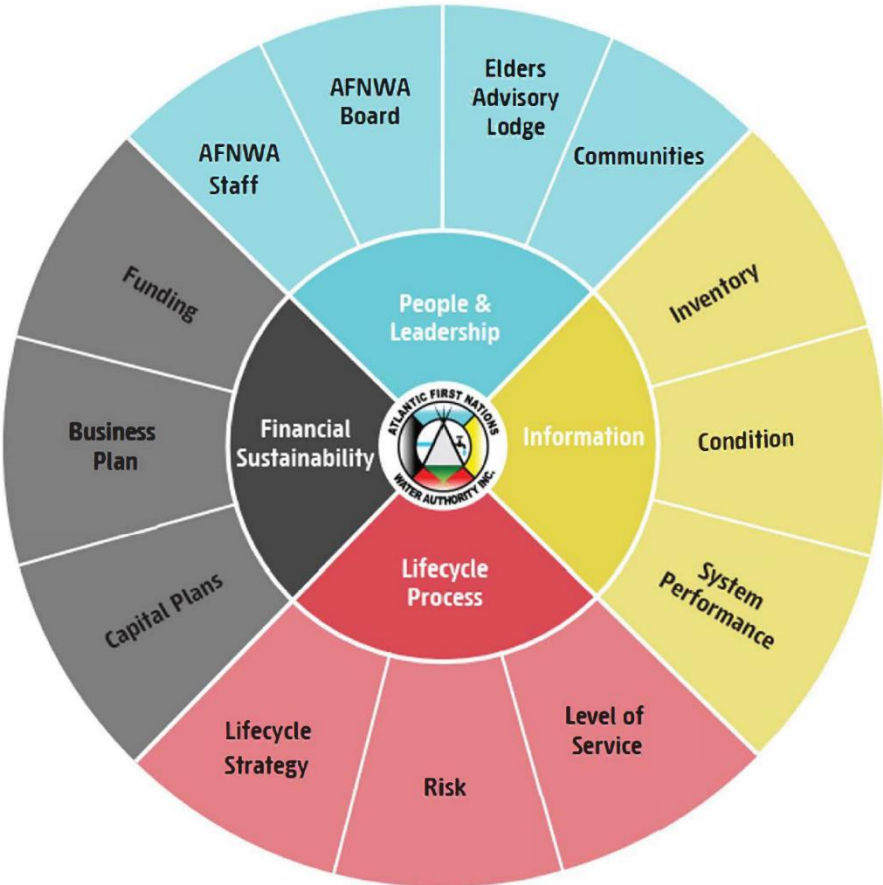 AFNWA
Staff
AFNWA
Board
Elders
Advisory
Lodge
Communities
Inventory
Condition
System
Performance
Level of
Service
Risk
Lifecycle
Strategy
Capital Plans
Business
Plan
Funding
People &
Leadership
Information
Lifecycle
Process
Financial
Sustainability
ATLANTIC FIRST NATIONS
WATER AUTHORITY INC.